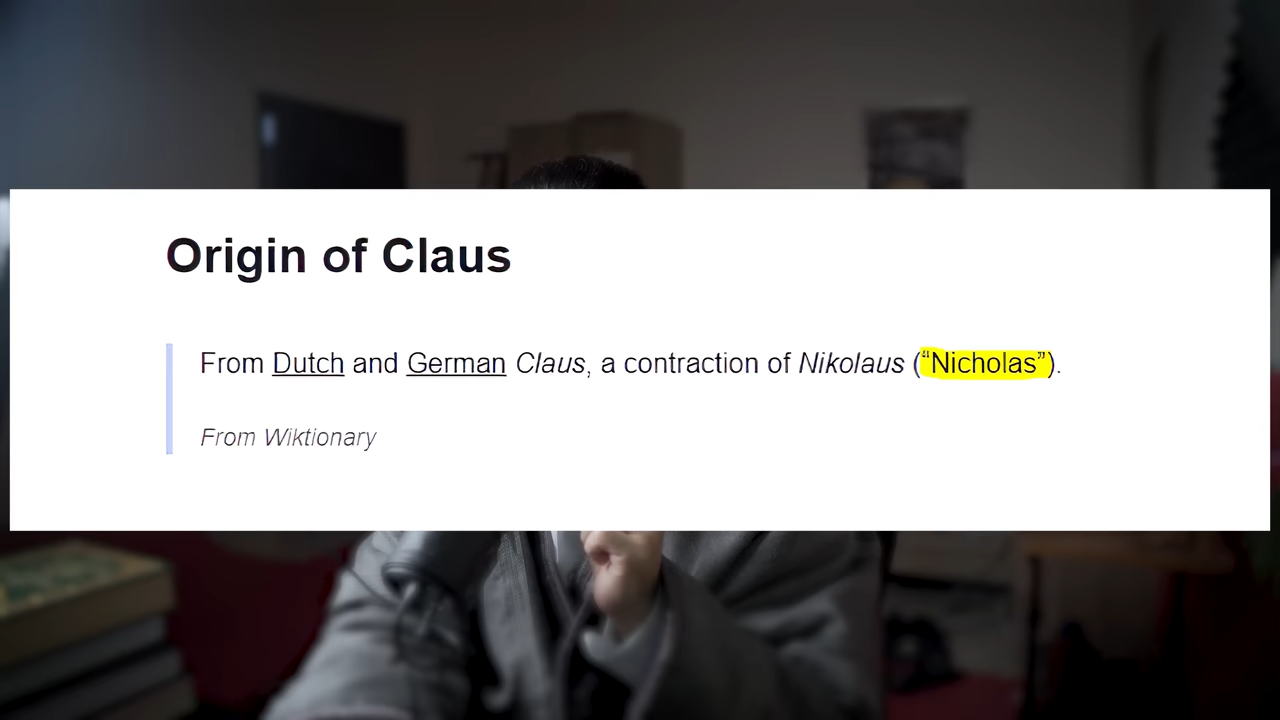 Origin of Claus
From Dutch and German Claus, a contraction of Nikolaus (“Nicholas”).
From Wiktionary